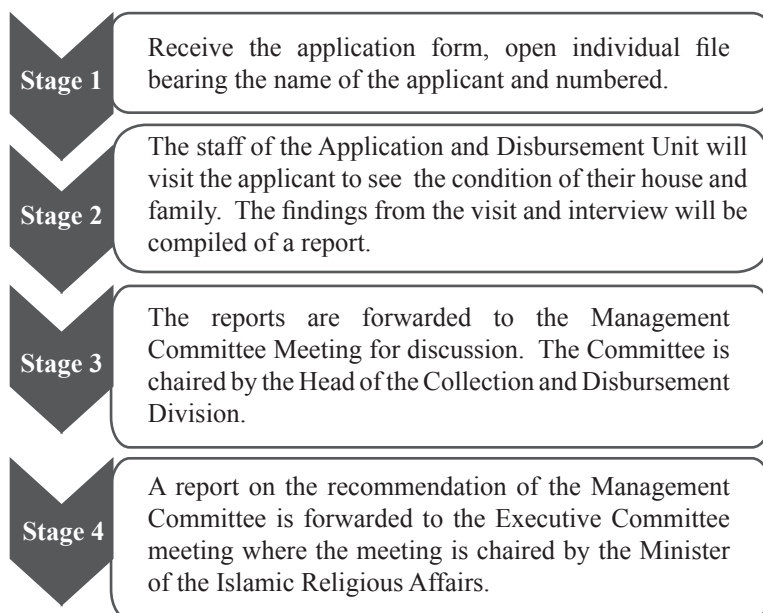 Stage 1
Receive the application form, open individual file
bearing the name of the applicant and numbered.
Stage 2
The staff of the Application and Disbursement Unit will
visit the applicant to see the condition of their house and
family. The findings from the visit and interview will be
compiled of a report.
Stage 3
The reports are forwarded to the Management
Committee Meeting for discussion. The Committee is
chaired by the Head of the Collection and Disbursement
Division.
Stage 4
A report on the recommendation of the Management
Committee is forwarded to the Executive Committee
meeting where the meeting is chaired by the Minister
of the Islamic Religious Affairs.